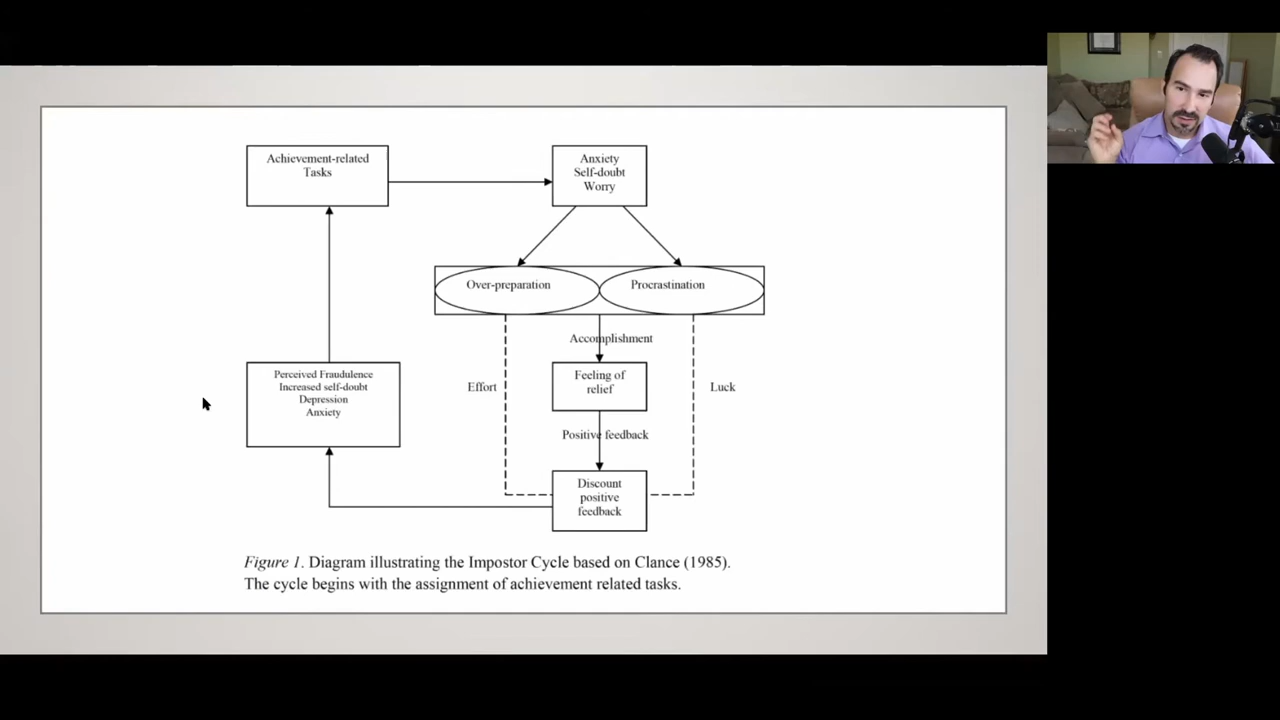 Achievement-related
Tasks
Anxiety
Self-doubt
Worry
Over-preparation
Procrastination
Accomplishment
Feeling of
relief
Effort
Luck
Positive feedback
Perceived Fraudulence
Increased self-doubt
Depression
Anxiety
Discount
positive
feedback
Figure 1. Diagram illustrating the Impostor Cycle based on Clance (1985).
The cycle begins with the assignment of achievement related tasks.